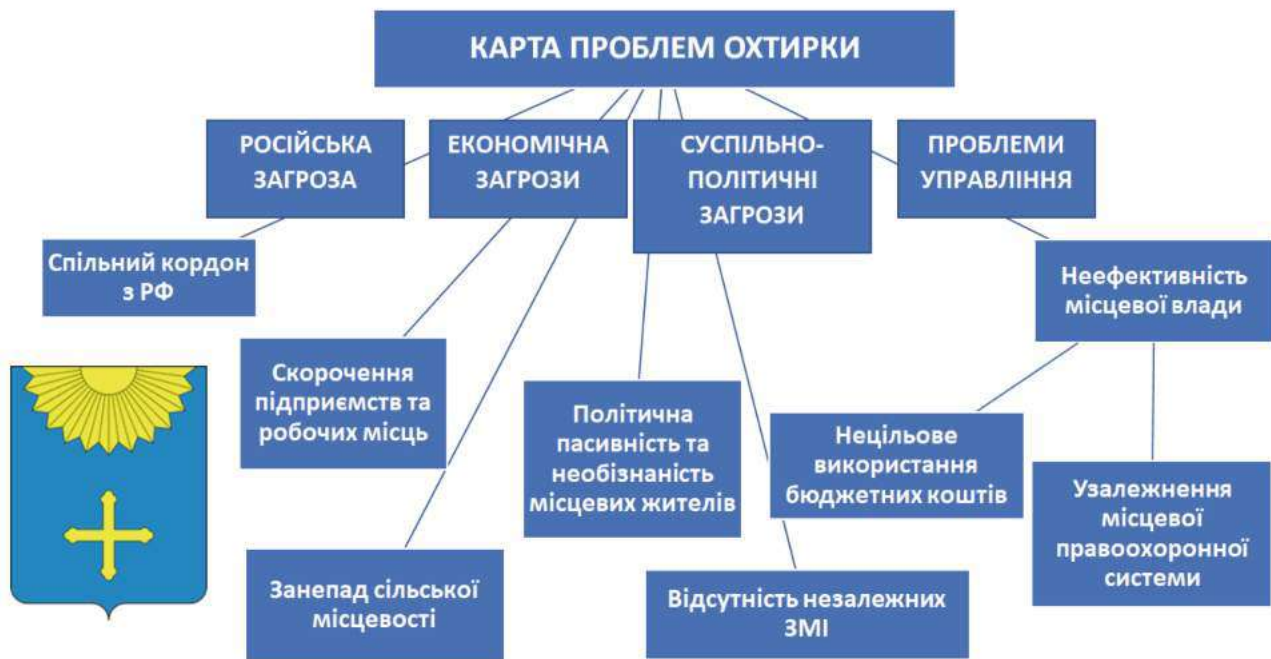 КАРТА ПРОБЛЕМ ОХТИРКИ
РОСІЙСЬКА
ЗАГРОЗА
ЕКОНОМІЧНА
ЗАГРОЗИ
СУСПІЛЬНО-
ПОЛІТИЧНІ
ЗАГРОЗИ
ПРОБЛЕМИ
УПРАВЛІННЯ
Спільний кордон
з РФ
Неефективність
місцевої влади
Скорочення
підприємств та
робочих місць
Політична
пасивність та
необізнаність
місцевих жителів
Нецільове
використання
бюджетних коштів
Узалежнення
місцевої
правоохоронної
системи
Занепад сільської
місцевості
Відсутність незалежних
ЗМІ